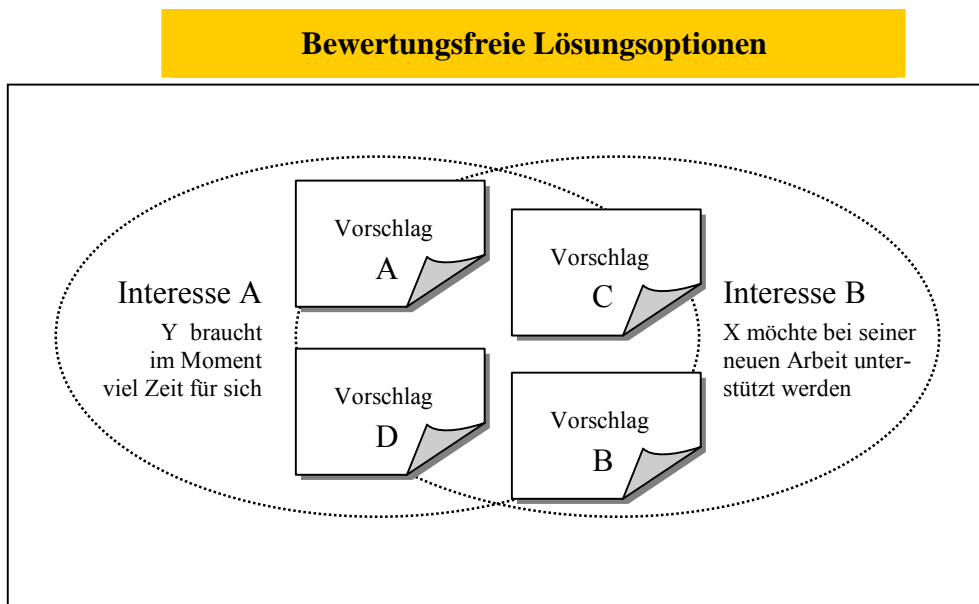 Bewertungsfreie Lösungsoptionen
Vorschlag
A
Vorschlag
C
Interesse A
Y braucht
im Moment
viel Zeit für sich
Interesse B
X möchte bei seiner
neuen Arbeit unter-
stützt werden
Vorschlag
D
Vorschlag
B